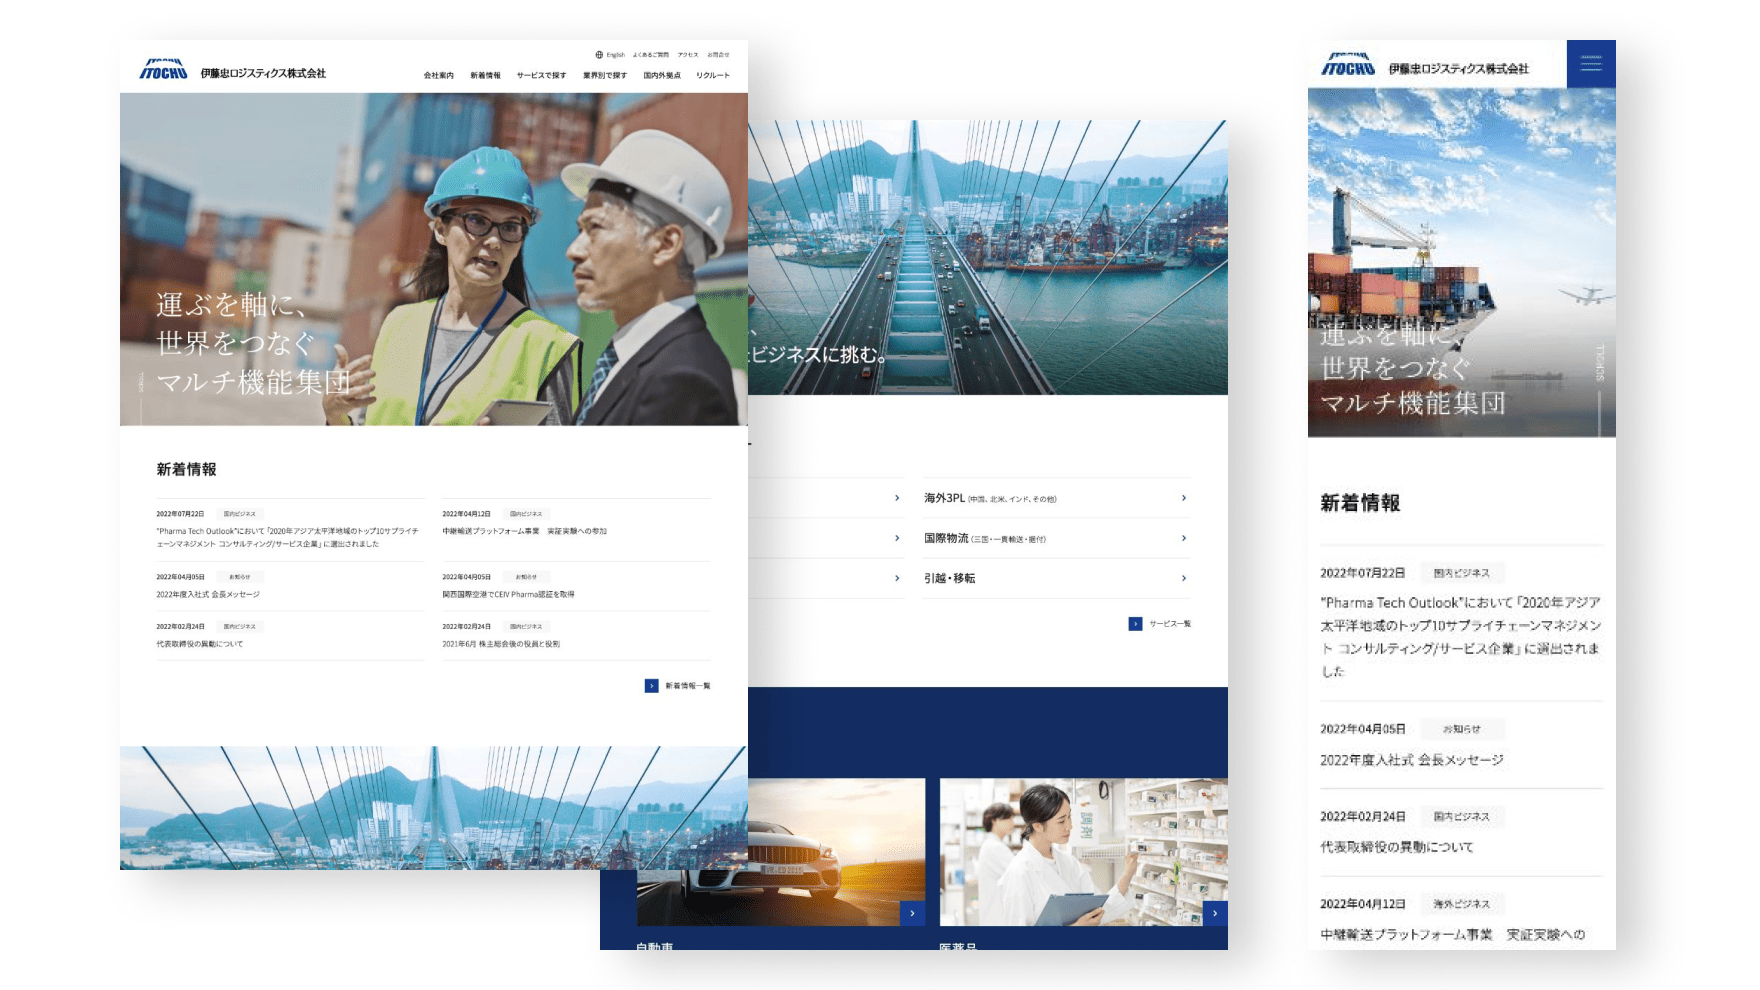 English よくあるご質問 アクセス お問合せ
ITOCHU 伊藤忠ロジスティクス株式会社
会社案内 新着情報 サービスで探す 業界別で探す 国内外拠点 リクルート
運ぶを軸に、
世界をつなぐ
マルチ機能集団
新着情報
2022年07月22日 国内ビジネス
"Pharma Tech Outlook"において「2020年アジア太平洋地域のトップ10サプライチ
ェーンマネジメント コンサルティング/サービス企業」に選出されました
2022年04月12日 国内ビジネス
中継輸送プラットフォーム事業　実証実験への参加
2022年04月05日 お知らせ
2022年度入社式 会長メッセージ
2022年04月05日 お知らせ
関西国際空港でCEIV Pharma認証を取得
2022年02月24日 国内ビジネス
代表取締役の異動について
2022年02月24日 国内ビジネス
2021年6月 株主総会後の役員と役割
新着情報一覧
、
ビジネスに挑む。
海外3PL (中国、北米、インド、その他)
国際物流 (三国・一貫輸送・据付)
引越・移転
サービス一覧
調剤
自動車
医薬品
ITOCHU 伊藤忠ロジスティクス株式会社
運ぶを軸に、
世界をつなぐ
マルチ機能集団
SCROLL
新着情報
2022年07月22日 国内ビジネス
"Pharma Tech Outlook"において「2020年アジア
太平洋地域のトップ10サプライチェーンマネジメン
ト コンサルティング/サービス企業」に選出されま
した
2022年04月05日 お知らせ
2022年度入社式 会長メッセージ
2022年02月24日 国内ビジネス
代表取締役の異動について
2022年04月12日 海外ビジネス
中継輸送プラットフォーム事業　実証実験への